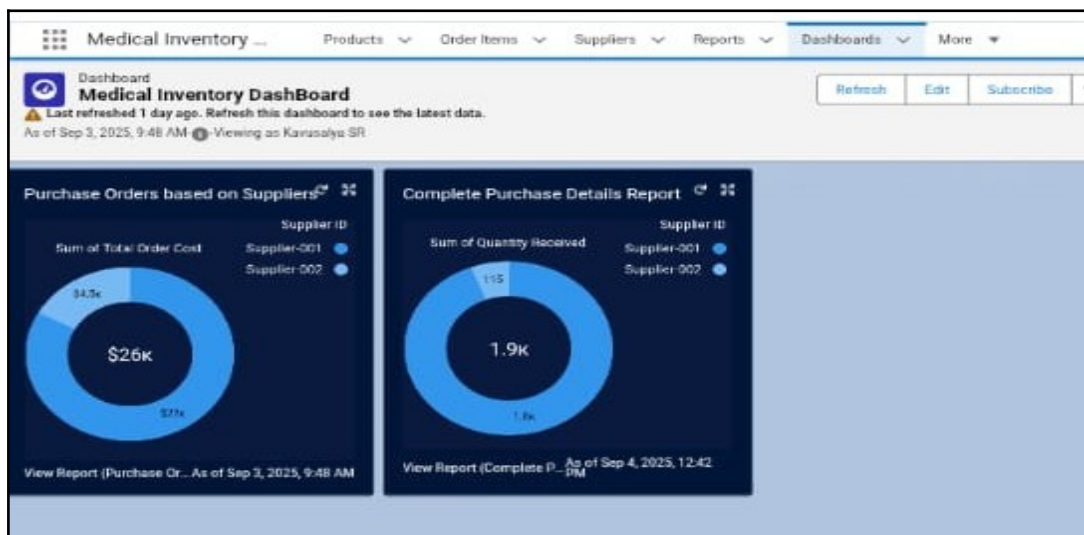 Medical Inventory ... Products Order Items Suppliers Reports Dashboards More
Dashboard
Medical Inventory DashBoard
Last refreshed 1 day ago. Refresh this dashboard to see the latest data.
As of Sep 3, 2025, 9:48 AM Viewing as Kavusalya SR
Refresh Edit Subscribe
Purchase Orders based on Suppliers
Supplier ID
Sum of Total Order Cost
Supplier-001
Supplier-002
$4.5K
$26K
View Report (Purchase Or... As of Sep 3, 2025, 9:48 AM
Complete Purchase Details Report
Supplier ID
Sum of Quantity Received
Supplier-001
Supplier-002
115
1.9K
1.8K
View Report (Complete P... As of Sep 4, 2025, 12:42
PM